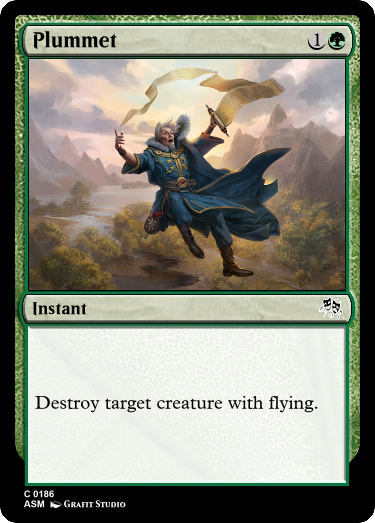 Plummet 1
Instant
Destroy target creature with flying.
C 0186
ASM Grafit Studio